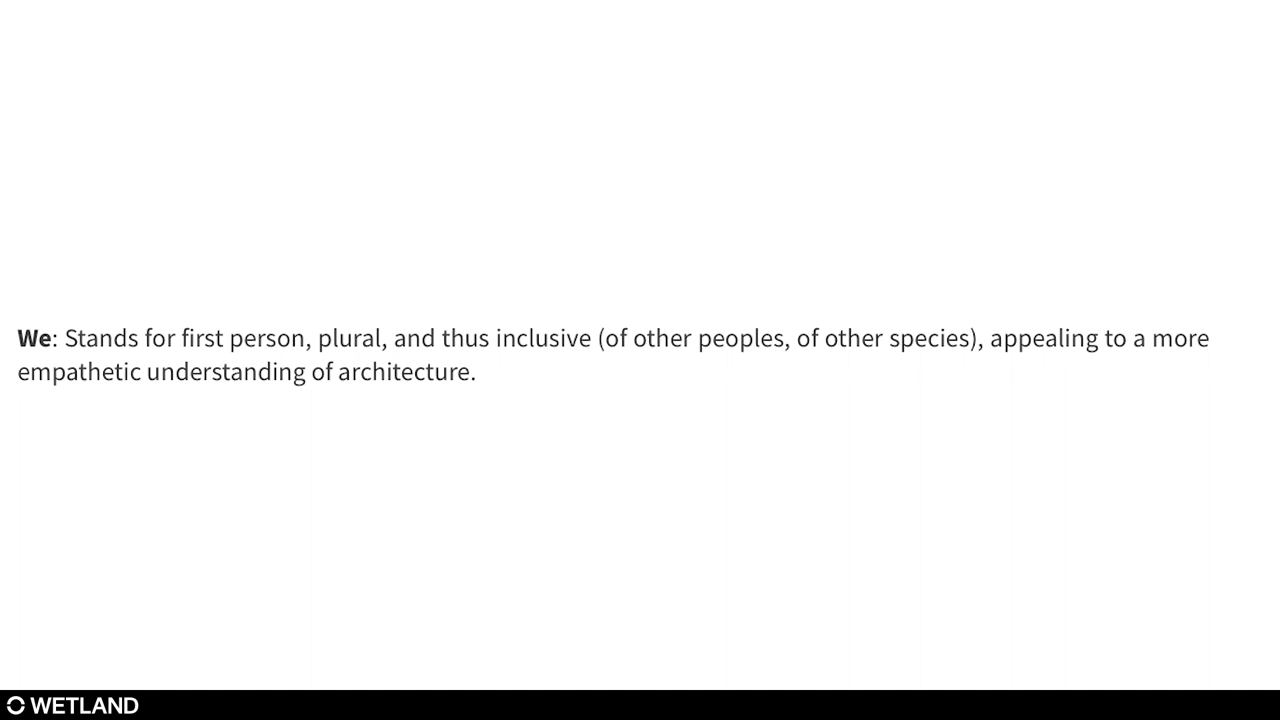 We: Stands for first person, plural, and thus inclusive (of other peoples, of other species), appealing to a more
empathetic understanding of architecture.
WETLAND